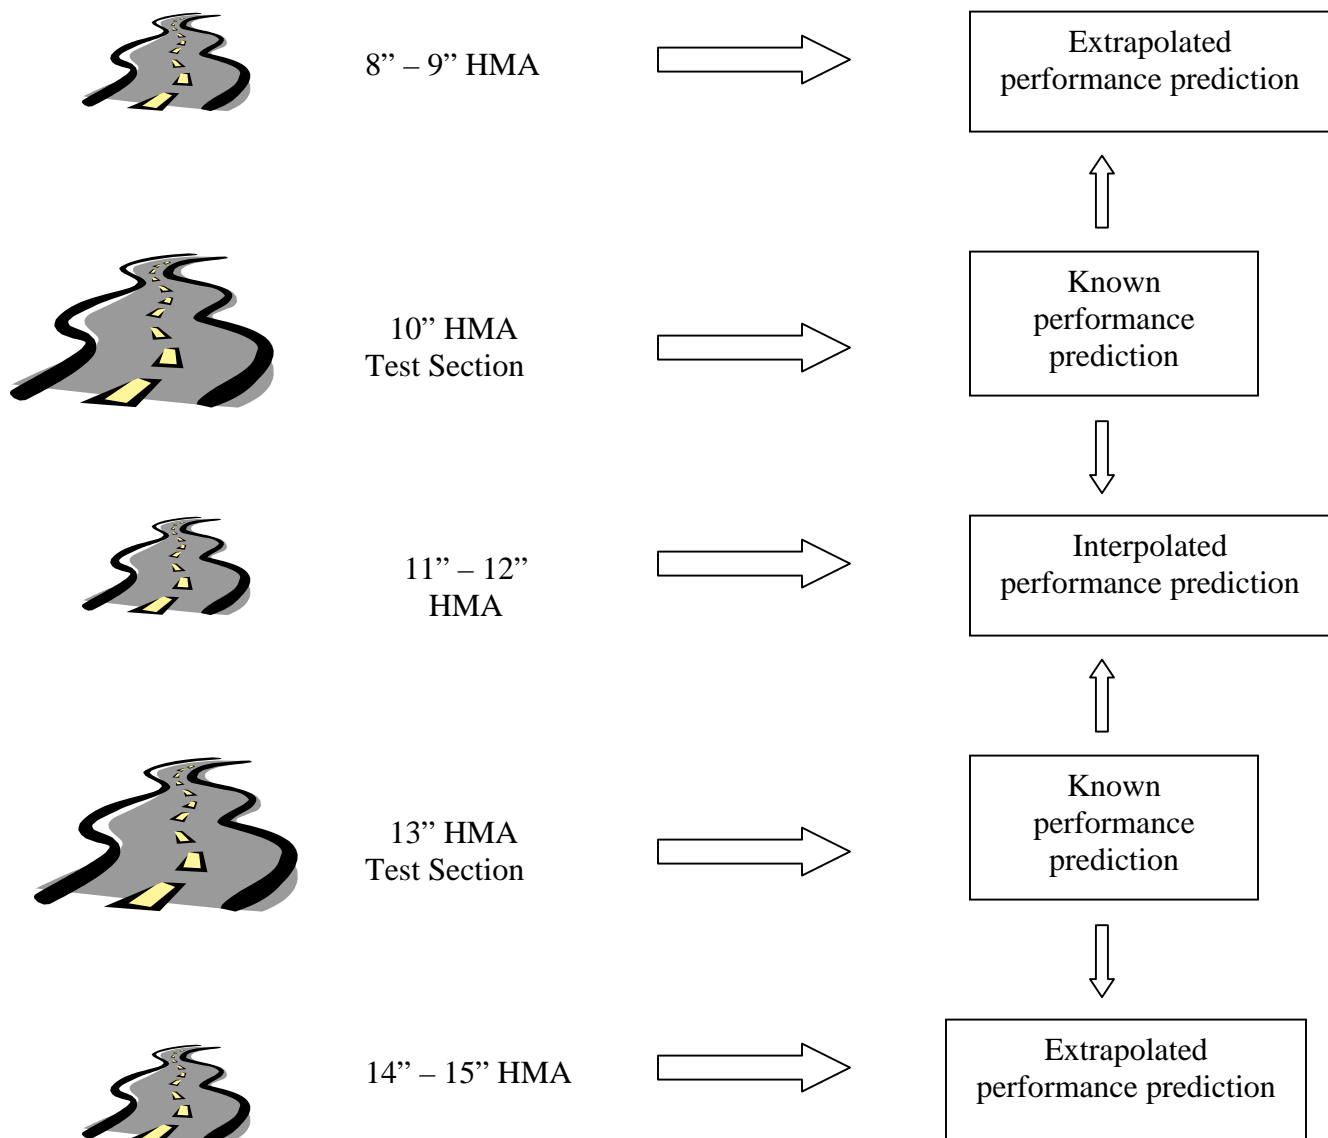 8” – 9” HMA
Extrapolated
performance prediction
10” HMA
Test Section
Known
performance
prediction
11” – 12”
HMA
Interpolated
performance prediction
13” HMA
Test Section
Known
performance
prediction
14” – 15” HMA
Extrapolated
performance prediction